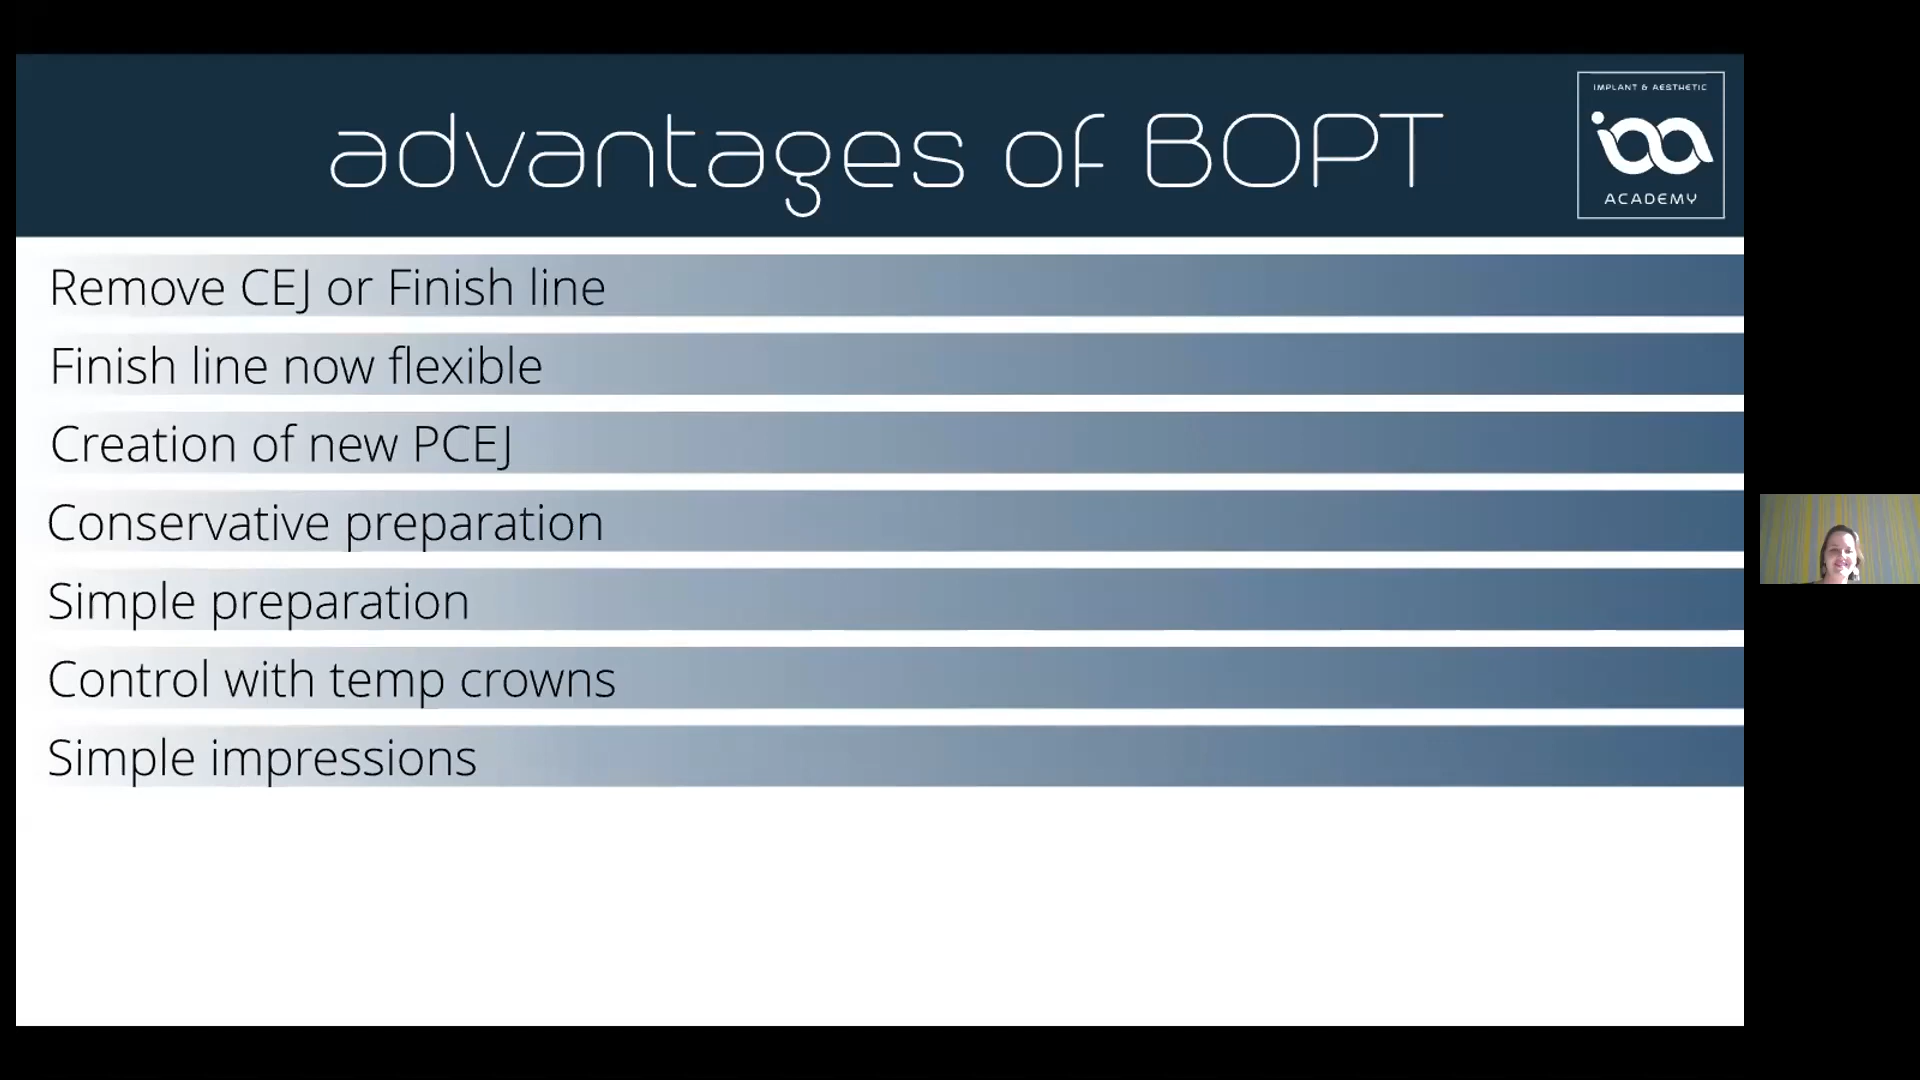 advantages of BOPT
IMPLANT & AESTHETIC
iaa
ACADEMY
Remove CEJ or Finish line
Finish line now flexible
Creation of new PCEJ
Conservative preparation
Simple preparation
Control with temp crowns
Simple impressions